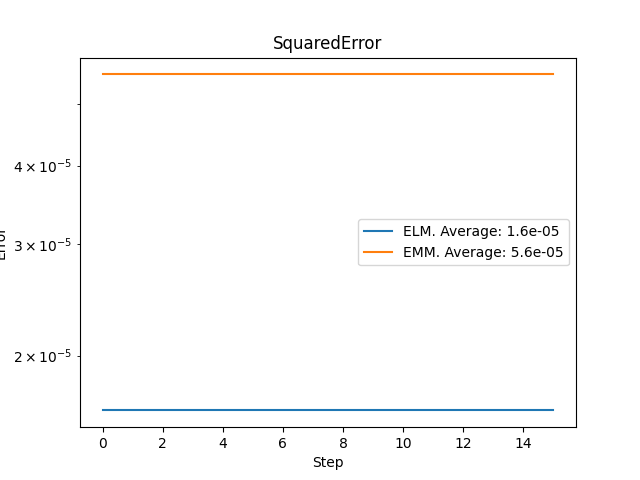 SquaredError
4 × 10⁻⁵
3 × 10⁻⁵
2 × 10⁻⁵
Error
ELM. Average: 1.6e-05
EMM. Average: 5.6e-05
0 2 4 6 8 10 12 14
Step